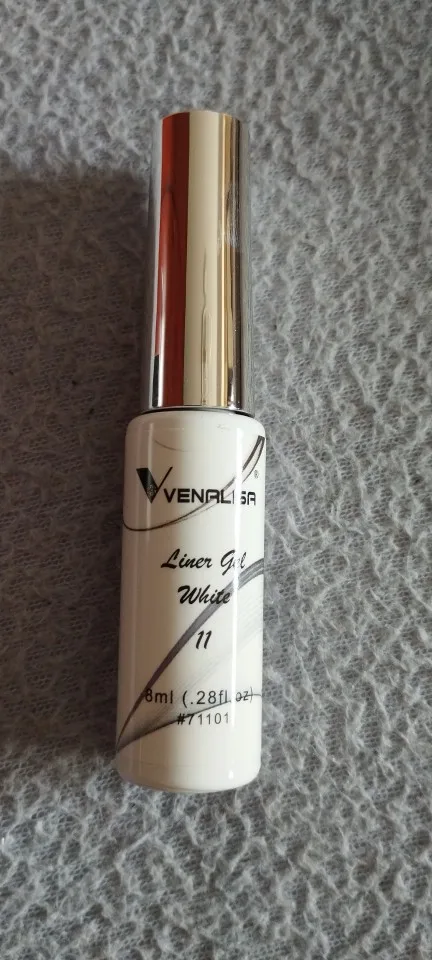 VENALISA®
Liner Gel
White
11
8ml (.28fl.oz)
#71101